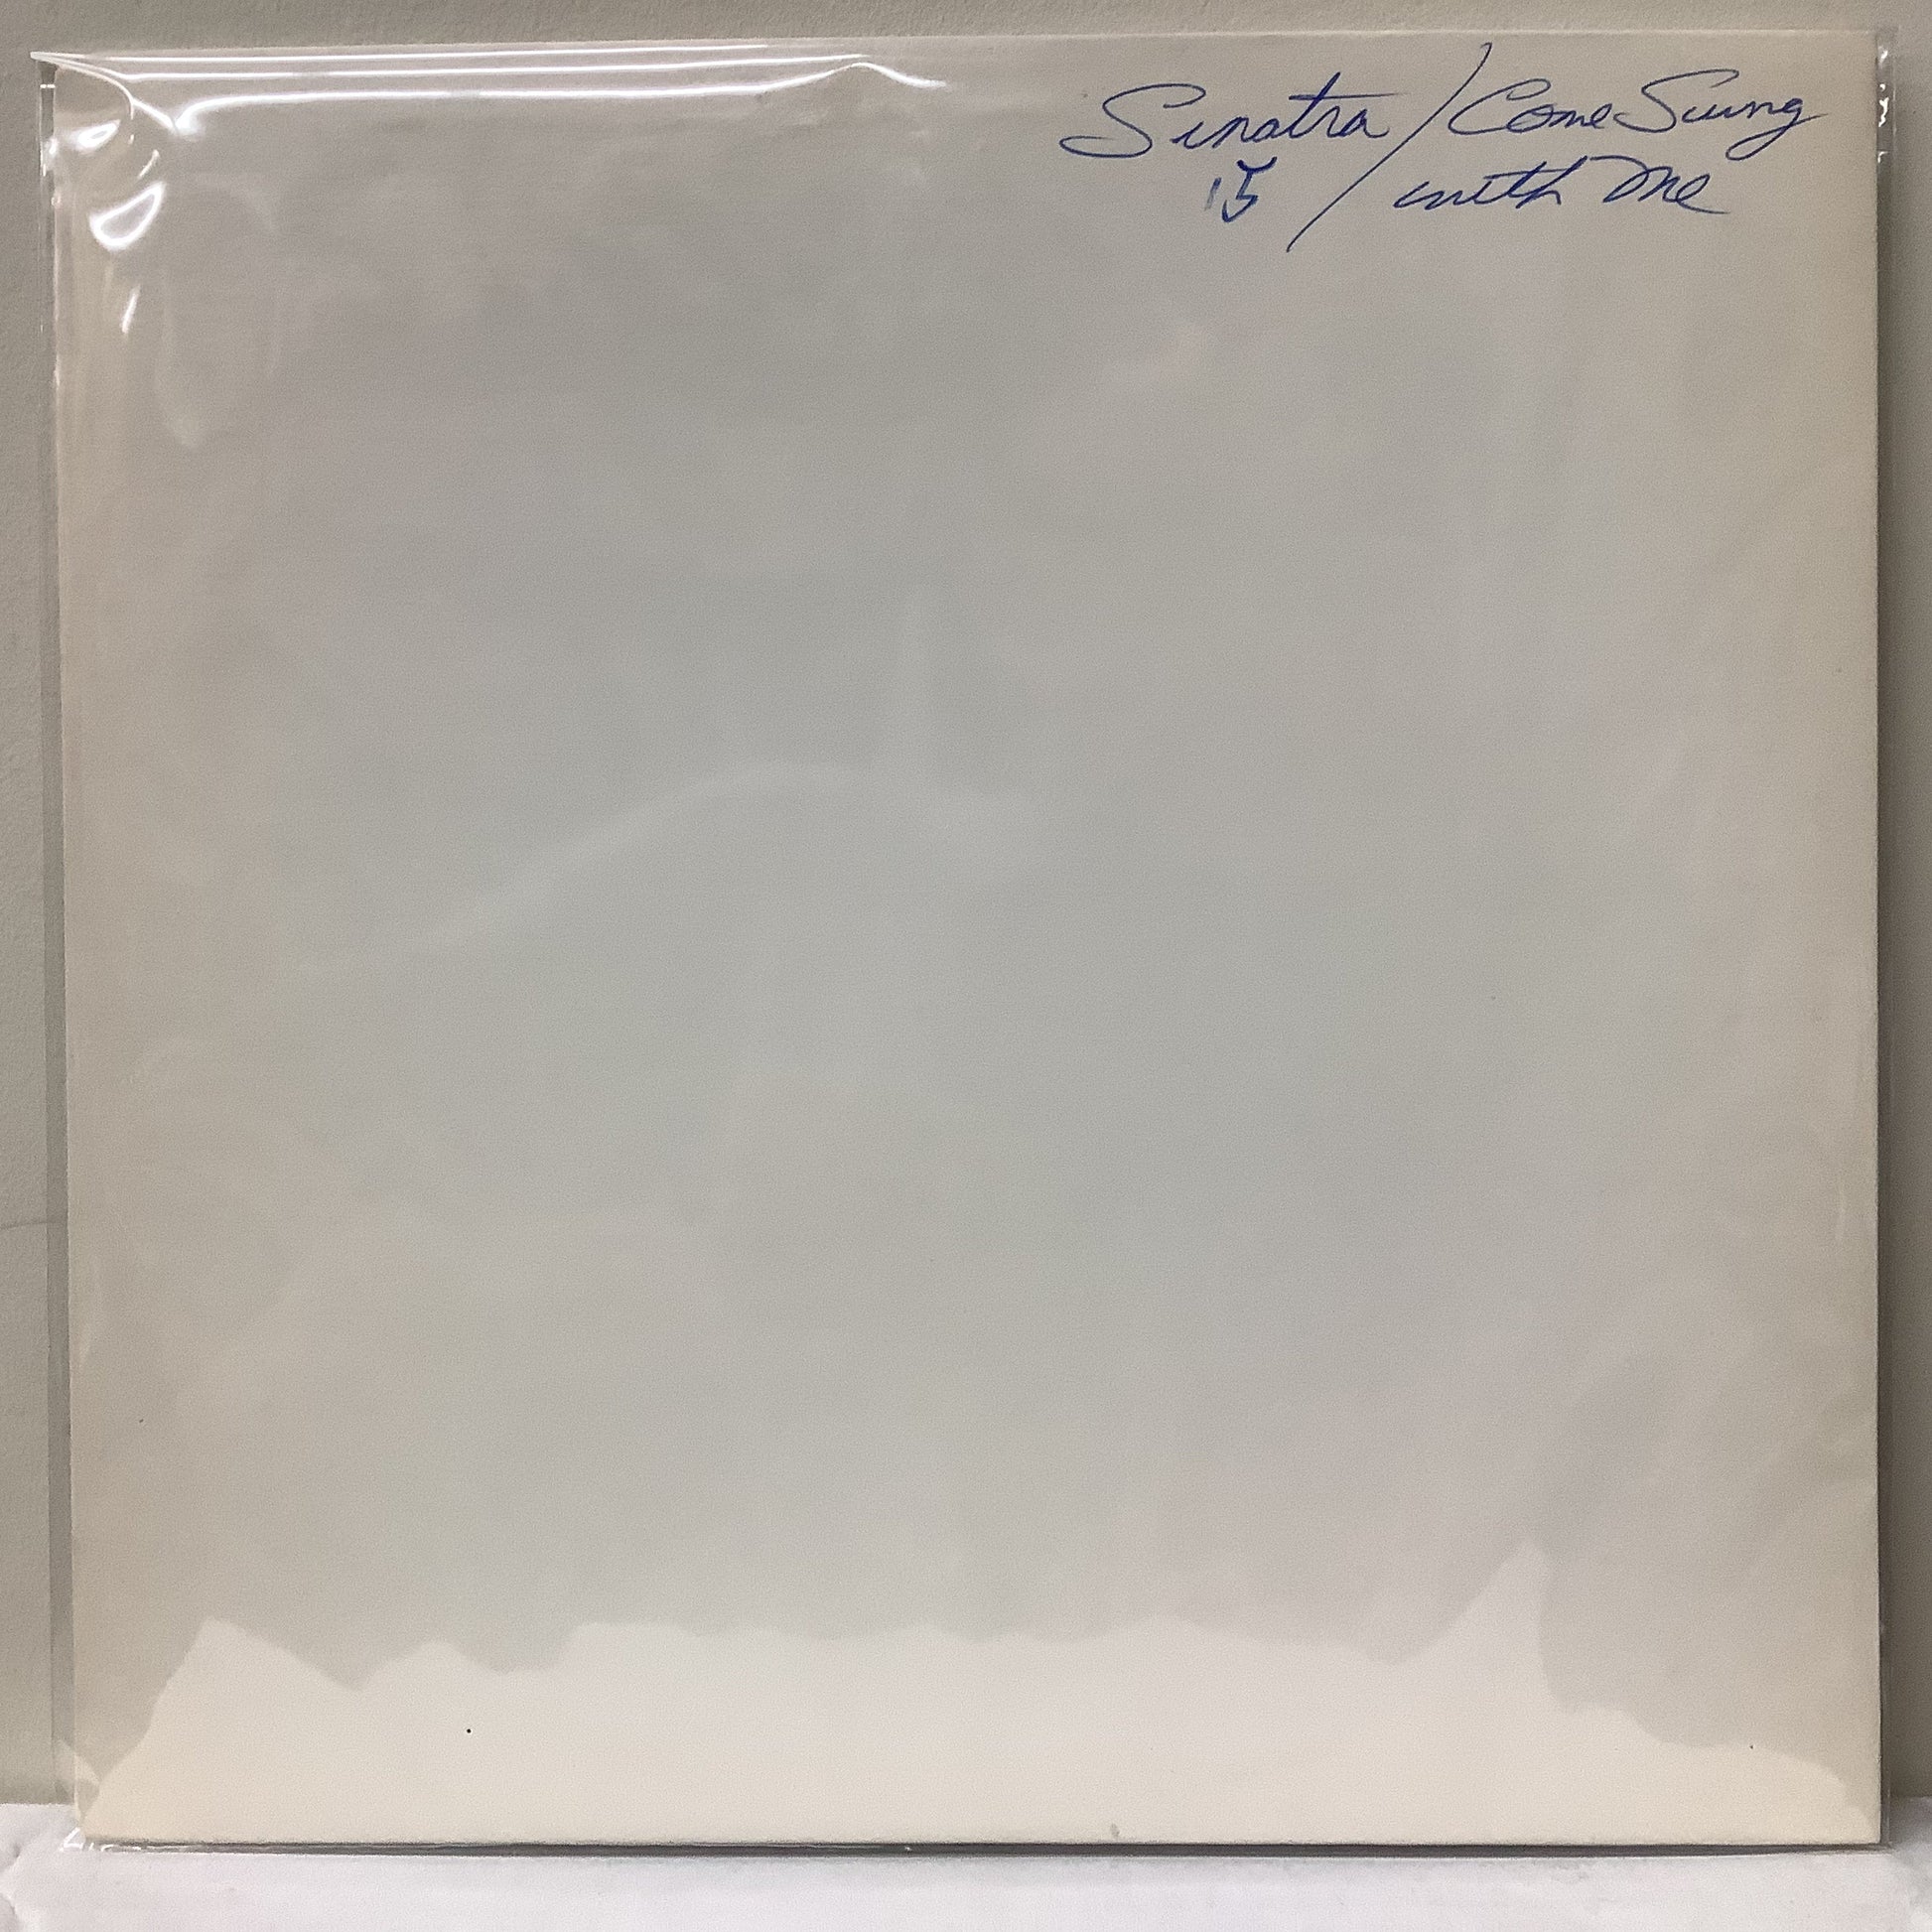 Sinatra / Come Swing
15 / with Me